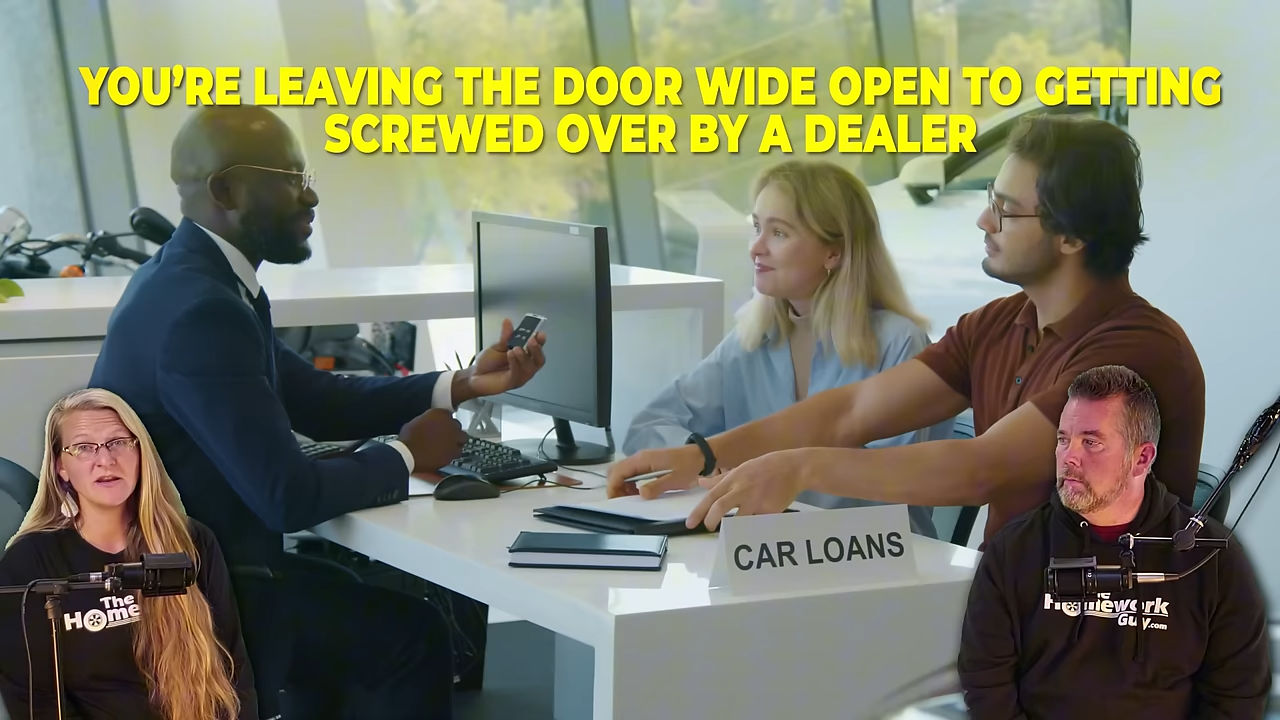 YOU'RE LEAVING THE DOOR WIDE OPEN TO GETTING
SCREWED OVER BY A DEALER
CAR LOANS
The
Home
Homework
Guy.com